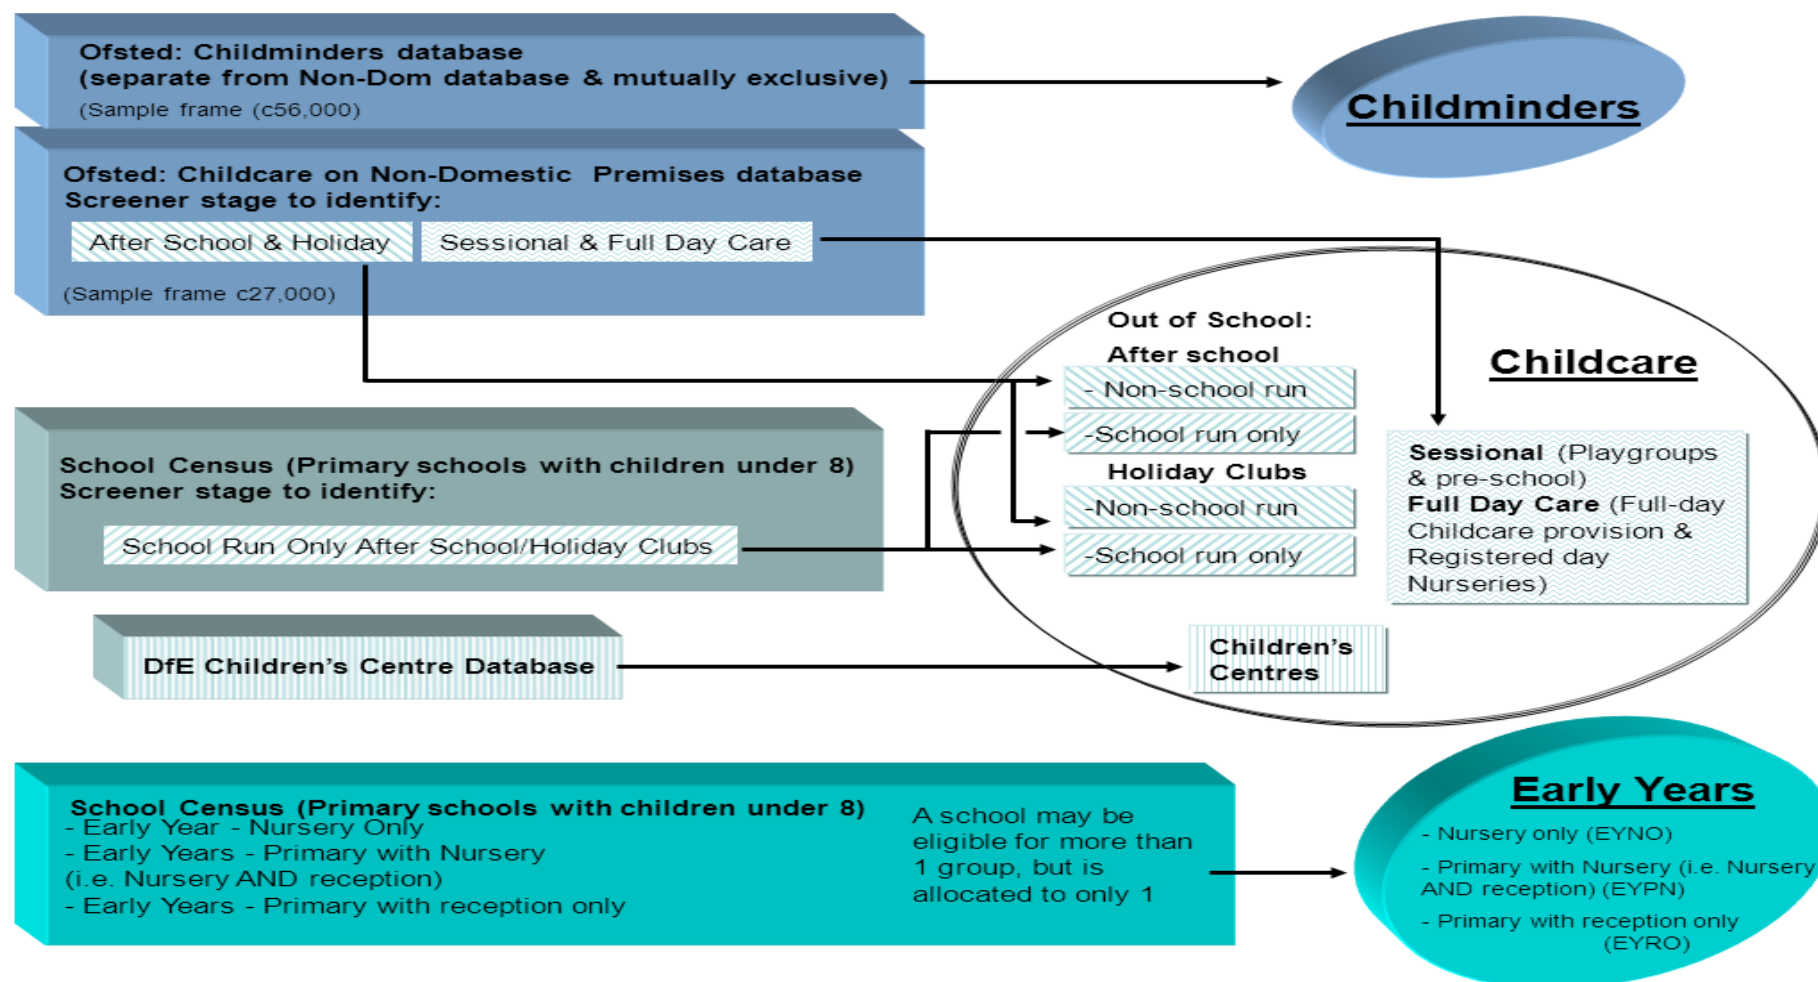 Ofsted: Childminders database
(separate from Non-Dom database & mutually exclusive)
(Sample frame (c56,000)
Childminders
Ofsted: Childcare on Non-Domestic Premises database
Screener stage to identify:
After School & Holiday
Sessional & Full Day Care
(Sample frame c27,000)
Out of School:
After school
- Non-school run
-School run only
Holiday Clubs
-Non-school run
-School run only
Childcare
Sessional (Playgroups
& pre-school)
Full Day Care (Full-day
Childcare provision &
Registered day
Nurseries)
School Census (Primary schools with children under 8)
Screener stage to identify:
School Run Only After School/Holiday Clubs
DfE Children’s Centre Database
Children’s
Centres
School Census (Primary schools with children under 8)
- Early Year - Nursery Only
- Early Years - Primary with Nursery
(i.e. Nursery AND reception)
- Early Years - Primary with reception only
A school may be
eligible for more than
1 group, but is
allocated to only 1
Early Years
- Nursery only (EYNO)
- Primary with Nursery (i.e. Nursery
AND reception) (EYPN)
- Primary with reception only
(EYRO)